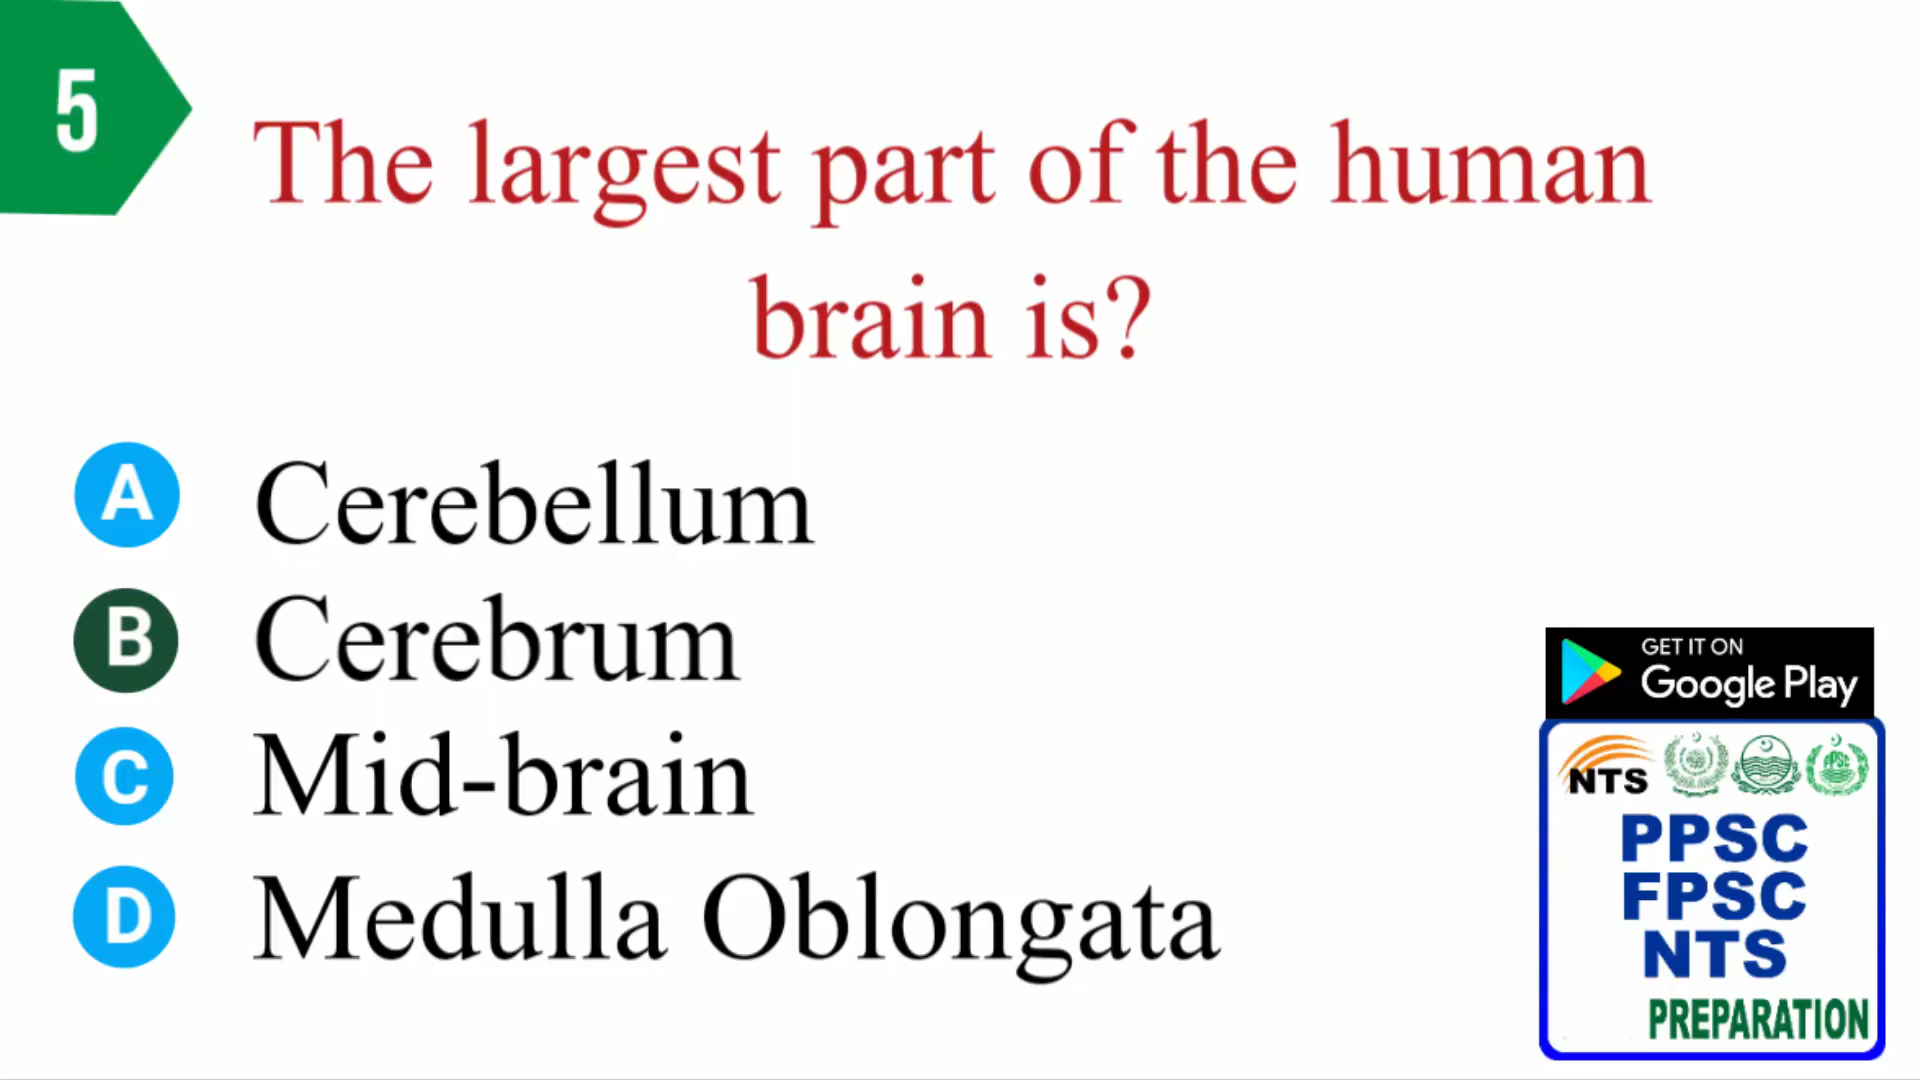 5
The largest part of the human
brain is?
A Cerebellum
B Cerebrum
C Mid-brain
D Medulla Oblongata
GET IT ON
Google Play
NTS
PPSC
FPSC
NTS
PREPARATION